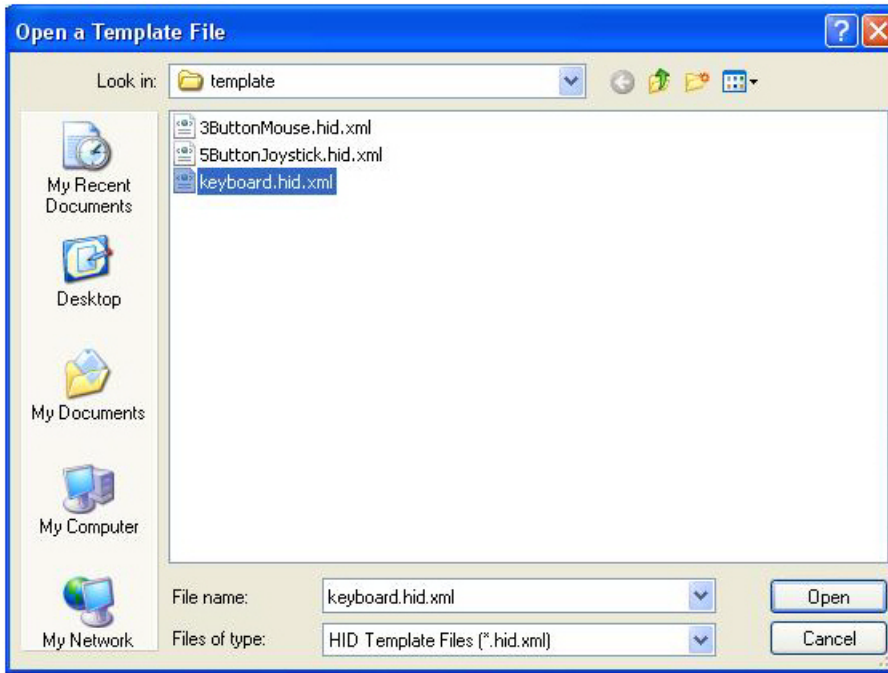 Open a Template File
Look in: template
3ButtonMouse.hid.xml
5ButtonJoystick.hid.xml
keyboard.hid.xml
My Recent
Documents
Desktop
My Documents
My Computer
My Network
File name: keyboard.hid.xml Open
Files of type: HID Template Files (*.hid.xml) Cancel